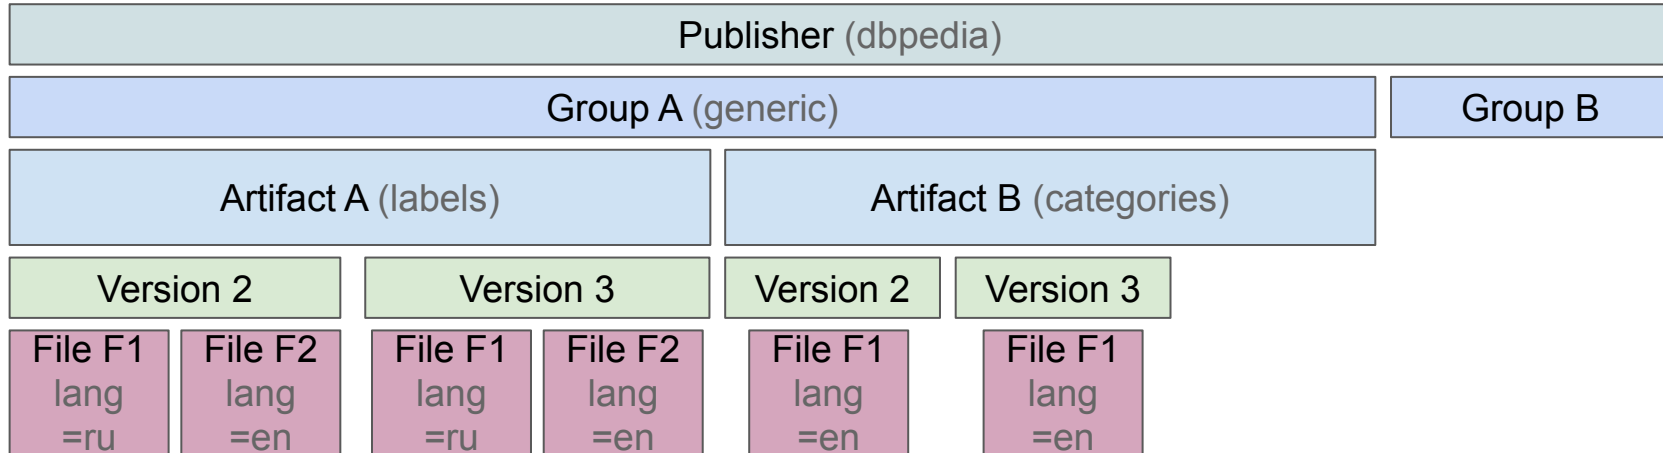 Publisher (dbpedia)
Group A (generic)
Group B
Artifact A (labels)
Artifact B (categories)
Version 2
Version 3
Version 2
Version 3
File F1
lang
=ru
File F2
lang
=en
File F1
lang
=ru
File F2
lang
=en
File F1
lang
=en
File F1
lang
=en